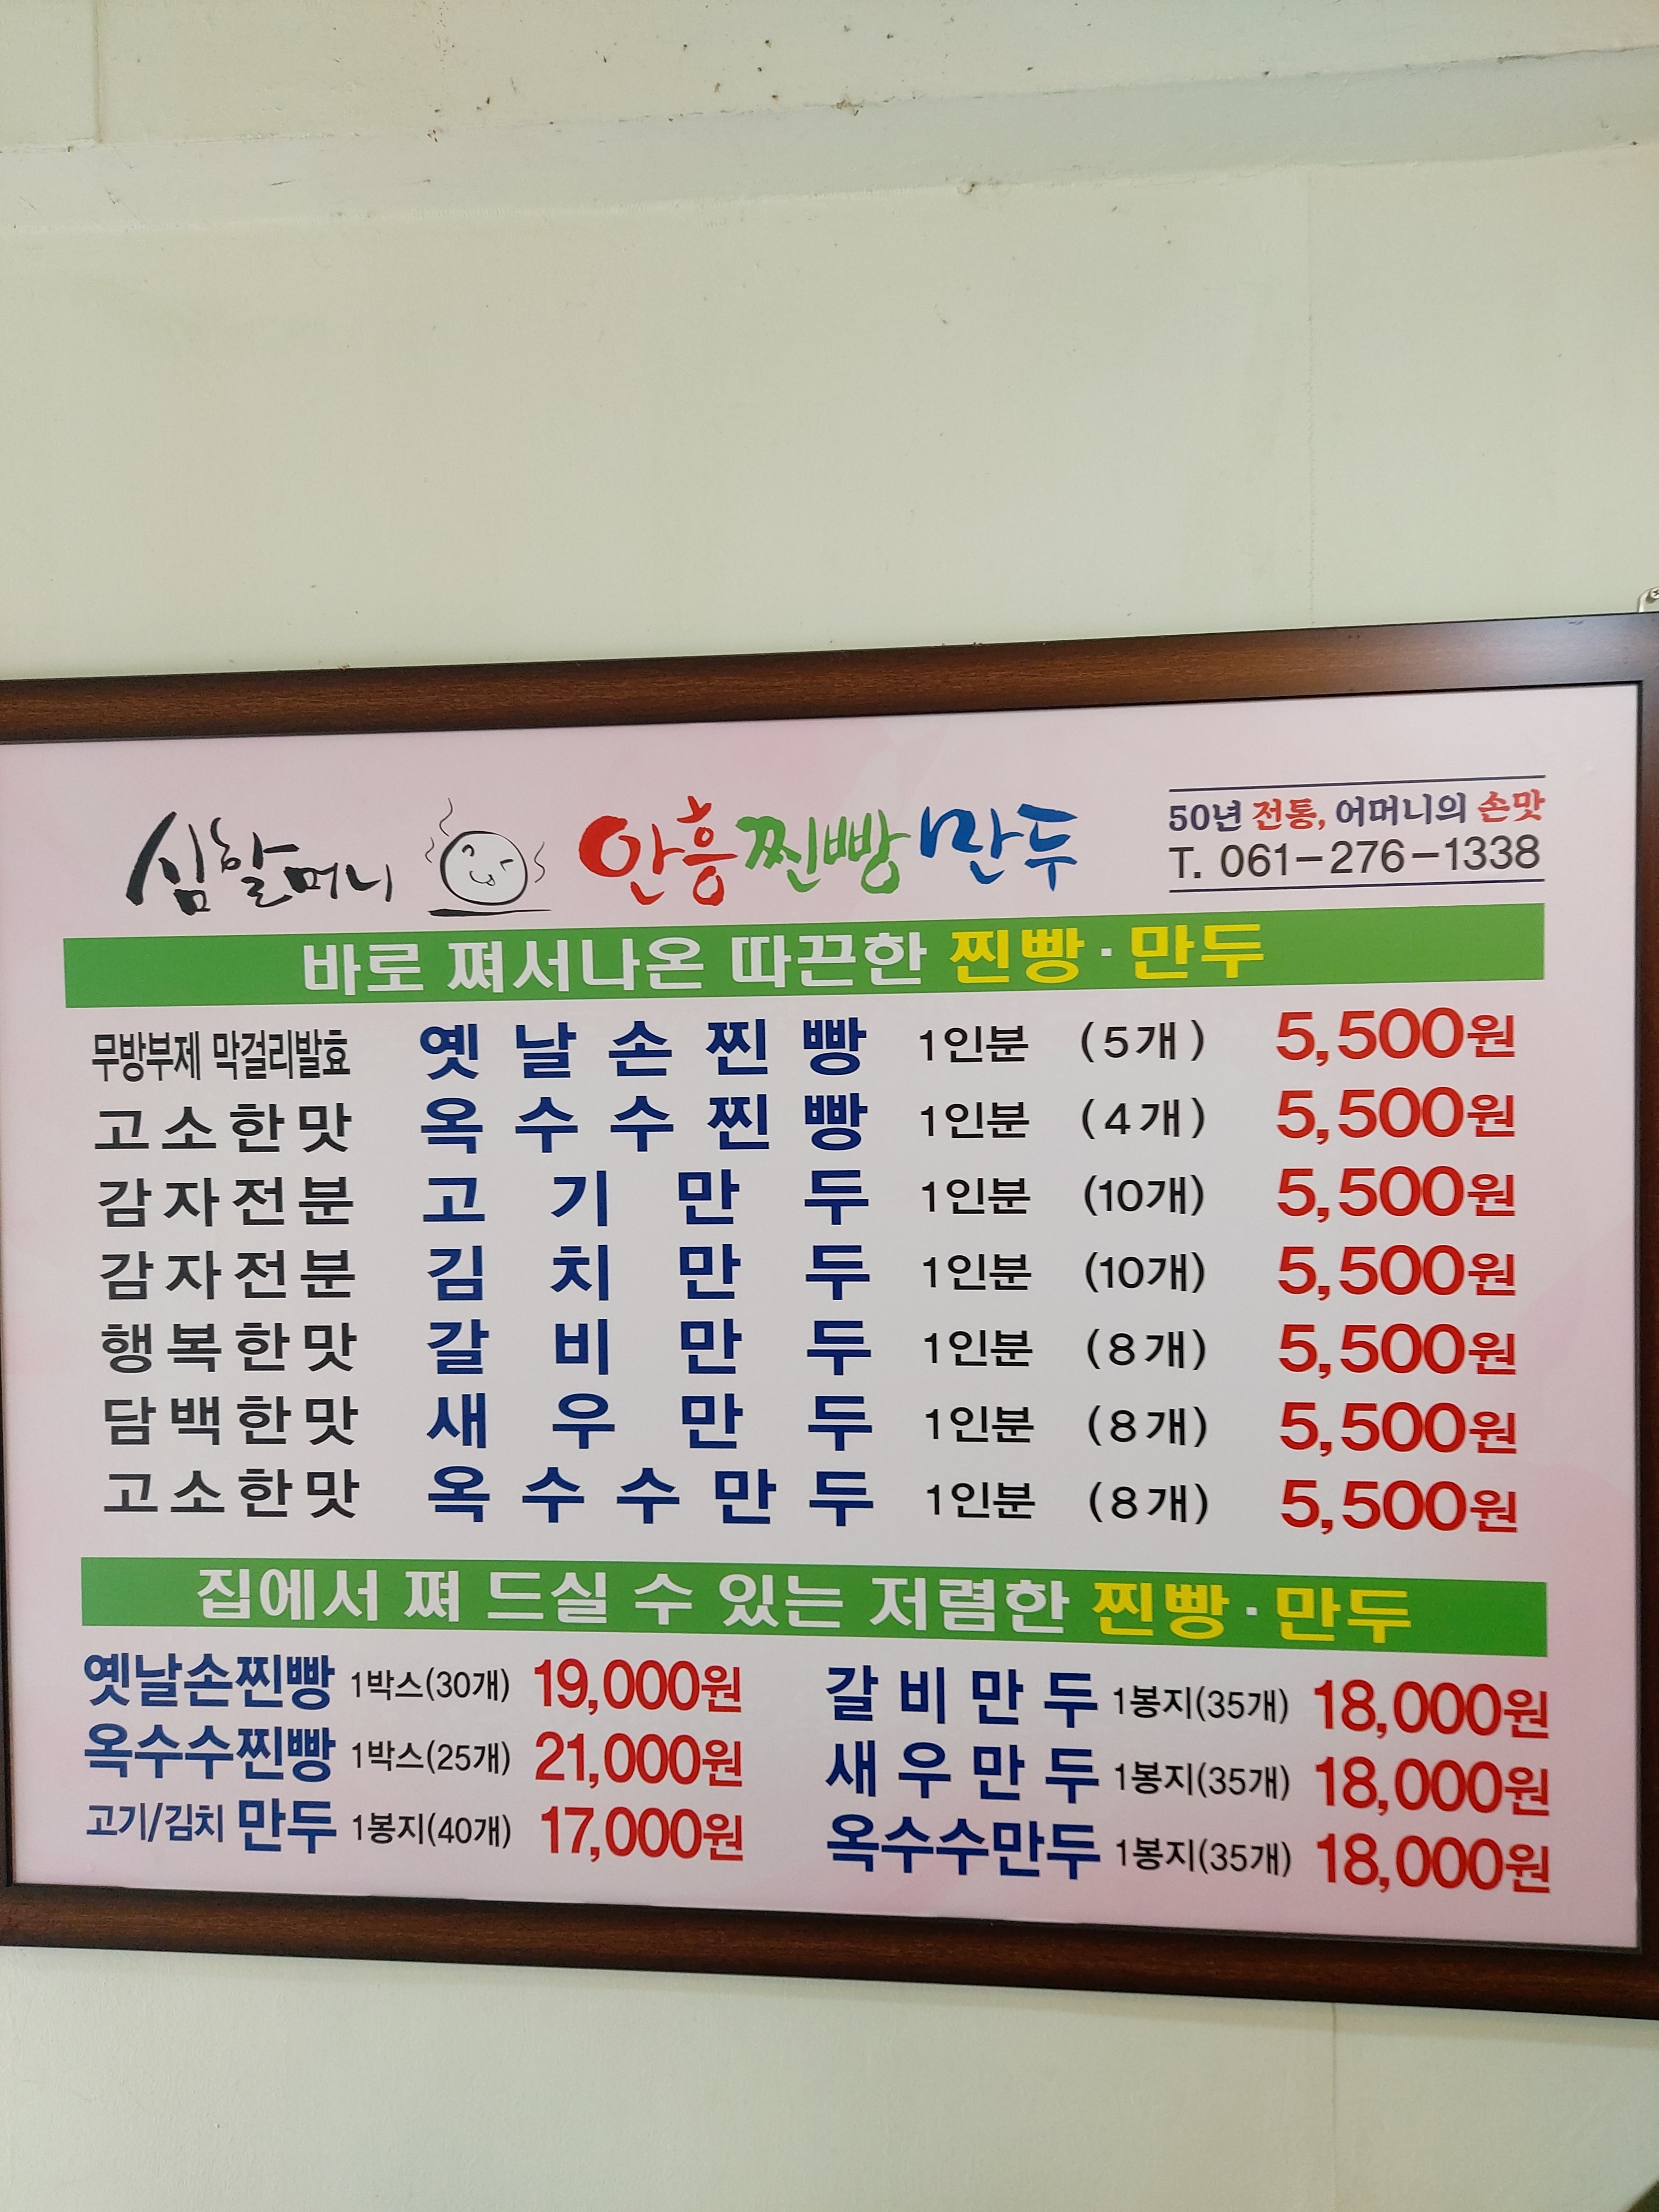 심할머니 안흥찐빵만두
50년 전통, 어머니의 손맛
T. 061-276-1338
바로 쪄서나온 따끈한 찐빵·만두
무방부제 막걸리발효 옛날손찐빵 1인분 (5개) 5,500원
고소한맛 옥수수찐빵 1인분 (4개) 5,500원
감자전분 고기만두 1인분 (10개) 5,500원
감자전분 김치만두 1인분 (10개) 5,500원
행복한맛 갈비만두 1인분 (8개) 5,500원
담백한맛 새우만두 1인분 (8개) 5,500원
고소한맛 옥수수만두 1인분 (8개) 5,500원
집에서 쪄 드실 수 있는 저렴한 찐빵·만두
옛날손찐빵 1박스(30개) 19,000원
옥수수찐빵 1박스(25개) 21,000원
고기/김치 만두 1봉지(40개) 17,000원
갈비만두 1봉지(35개) 18,000원
새우만두 1봉지(35개) 18,000원
옥수수만두 1봉지(35개) 18,000원